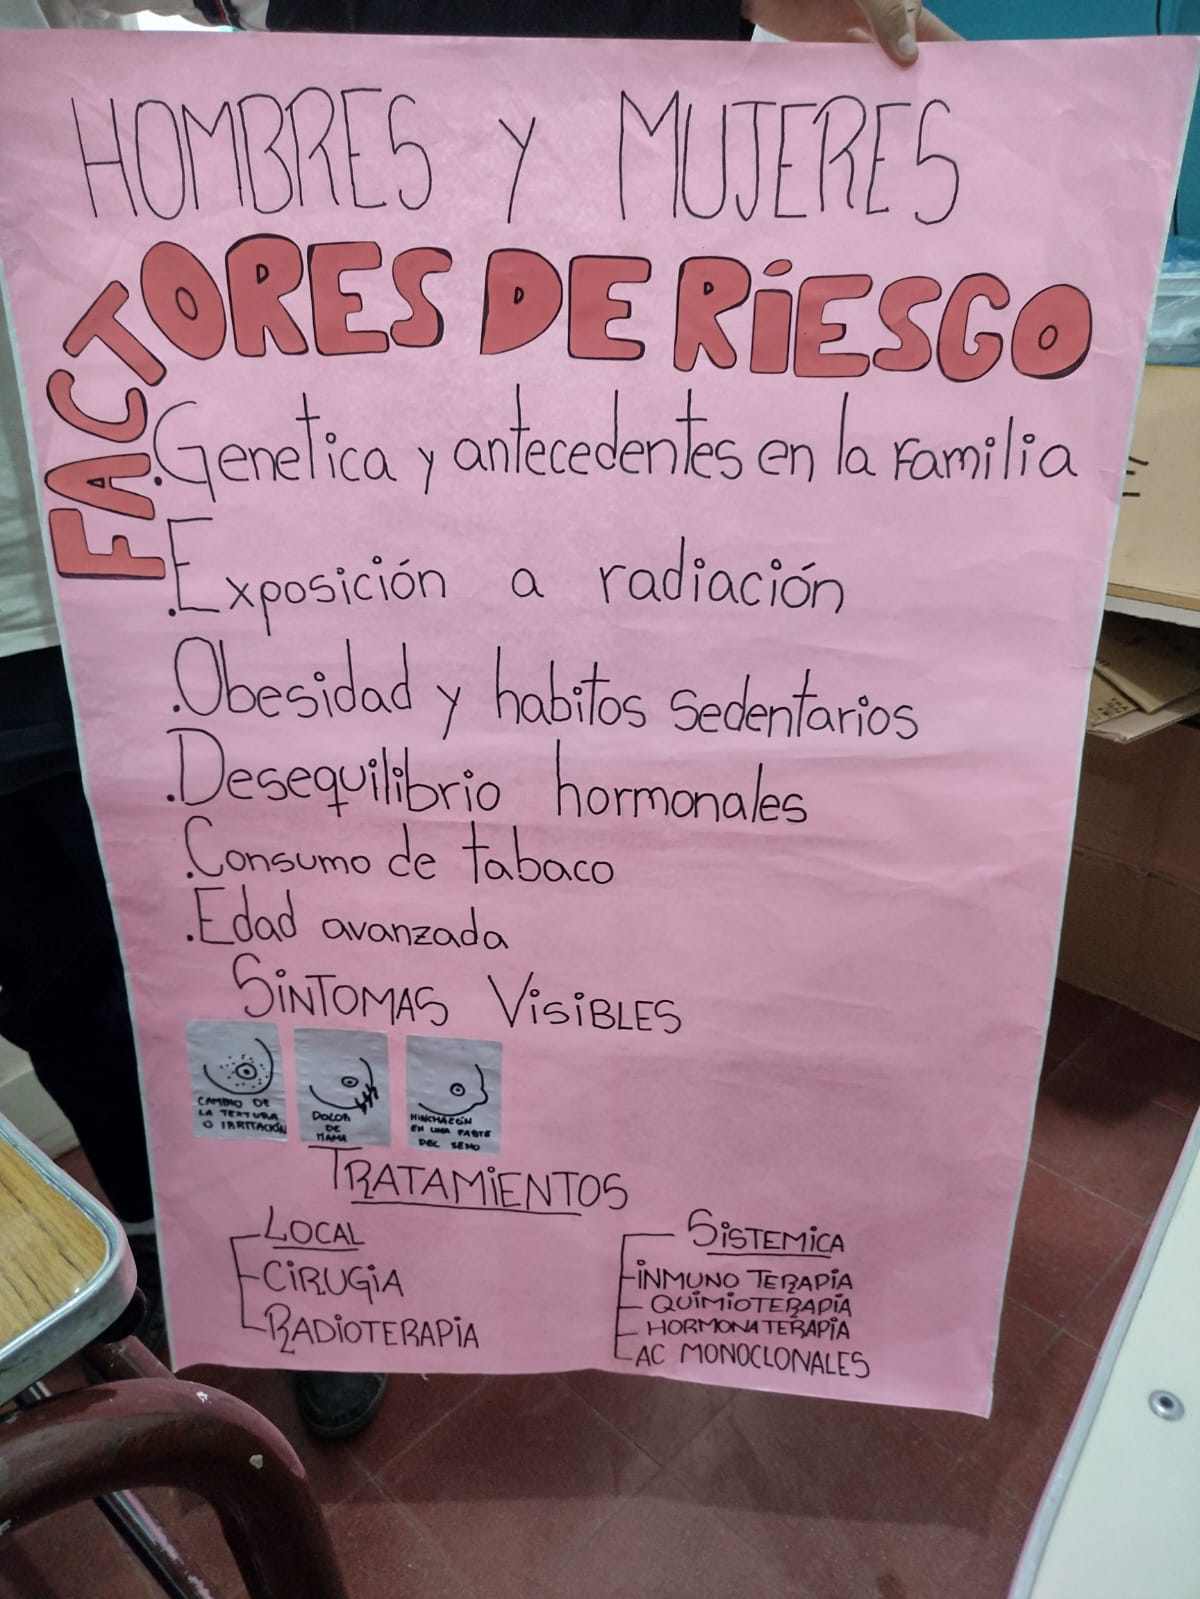 HOMBRES Y MUJERES
FACTORES DE RiESGO
.Genetica y antecedentes en la Familia
.Exposición a radiación
.Obesidad y habitos sedentarios
.Desequilibrio hormonales
.Consumo de tabaco
.Edad avanzada
SiNTOMAS VisiBLES
CAMBIO DE
LA TEXTURA
O IRRITACIÓN
DOLOR
DE
MAMA
HINCHAZÓN
EN UNA PARTE
DEL SENO
TRATAMiENTOS
LOCAL
CiRUGiA
RADiOTERAPiA
SiSTEMiCA
iNMUNO TERAPiA
QUiMiOTERAPiA
HORMONATERAPiA
AC MONOCLONALES